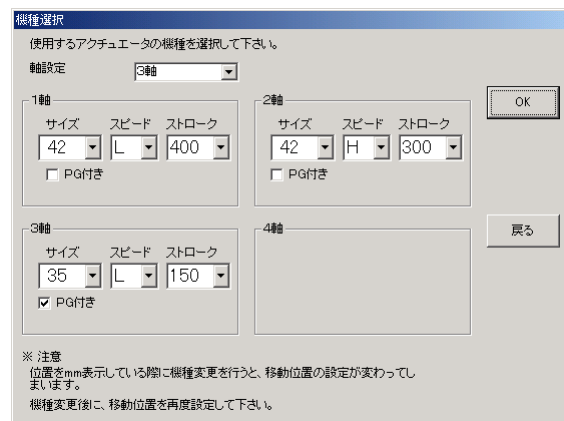 機種選択
使用するアクチュエータの機種を選択して下さい。
軸設定 3軸
1軸
サイズ スピード ストローク
42 L 400
PG付き
2軸
サイズ スピード ストローク
42 H 300
PG付き
OK
3軸
サイズ スピード ストローク
35 L 150
PG付き
4軸
戻る
※ 注意
位置をmm表示している際に機種変更を行うと、移動位置の設定が変わってし
まいます。
機種変更後に、移動位置を再度設定して下さい。